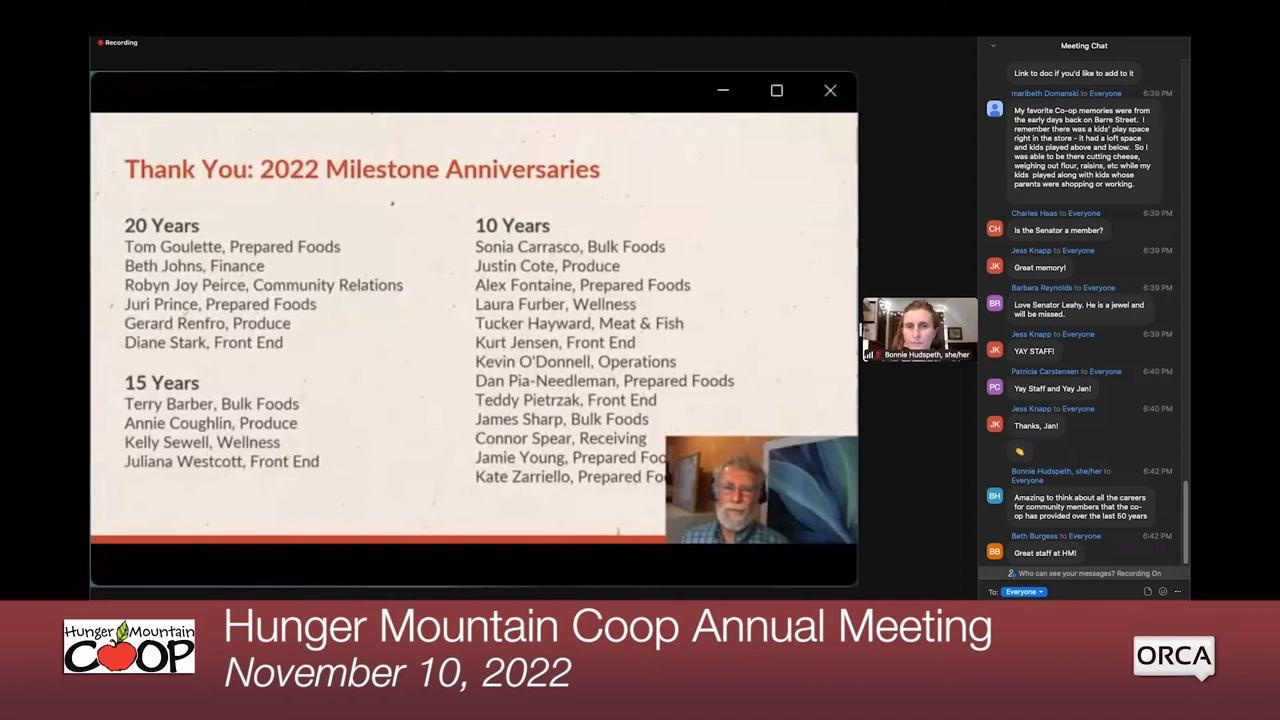 Recording
Thank You: 2022 Milestone Anniversaries
20 Years
Tom Goulette, Prepared Foods
Beth Johns, Finance
Robyn Joy Peirce, Community Relations
Juri Prince, Prepared Foods
Gerard Renfro, Produce
Diane Stark, Front End
15 Years
Terry Barber, Bulk Foods
Annie Coughlin, Produce
Kelly Sewell, Wellness
Juliana Westcott, Front End
10 Years
Sonia Carrasco, Bulk Foods
Justin Cote, Produce
Alex Fontaine, Prepared Foods
Laura Furber, Wellness
Tucker Hayward, Meat & Fish
Kurt Jensen, Front End
Kevin O'Donnell, Operations
Dan Pia-Needleman, Prepared Foods
Teddy Pietrzak, Front End
James Sharp, Bulk Foods
Connor Spear, Receiving
Jamie Young, Prepared Foo
Kate Zarriello, Prepared Fo
Bonnie Hudspeth, she/her
Meeting Chat
Link to doc if you'd like to add to it
maribeth Domanski to Everyone 6:39 PM
My favorite Co-op memories were from
the early days back on Barre Street. I
remember there was a kids' play space
right in the store - it had a loft space
and kids played above and below. So I
was able to be there cutting cheese,
weighing out flour, raisins, etc while my
kids played along with kids whose
parents were shopping or working.
Charles Haas to Everyone 6:39 PM
CH
Is the Senator a member?
Jess Knapp to Everyone 6:39 PM
JK
Great memory!
Barbara Reynolds to Everyone 6:39 PM
BR
Love Senator Leahy. He is a jewel and
will be missed.
Jess Knapp to Everyone 6:39 PM
JK
YAY STAFF!
Patricia Carstensen to Everyone 6:40 PM
PC
Yay Staff and Yay Jan!
Jess Knapp to Everyone 6:40 PM
JK
Thanks, Jan!
Bonnie Hudspeth, she/her to 6:42 PM
Everyone
BH
Amazing to think about all the careers
for community members that the co-
op has provided over the last 50 years
Beth Burgess to Everyone 6:42 PM
BB
Great staff at HM!
Who can see your messages? Recording On
To: Everyone
Hunger Mountain
COOP
Hunger Mountain Coop Annual Meeting
November 10, 2022
ORCA